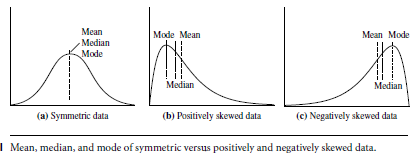 Mean
Median
Mode
Mode Mean
Median
Mean Mode
Median
(a) Symmetric data
(b) Positively skewed data
(c) Negatively skewed data
Mean, median, and mode of symmetric versus positively and negatively skewed data.